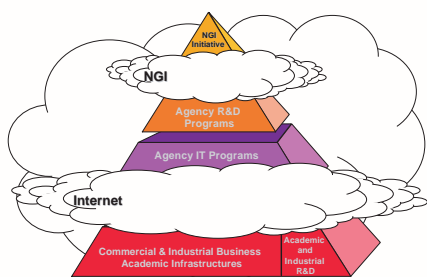 NGI
Initiative
NGI
Agency R&D
Programs
Agency IT Programs
Internet
Commercial & Industrial Business
Academic Infrastructures
Academic
and
Industrial
R&D